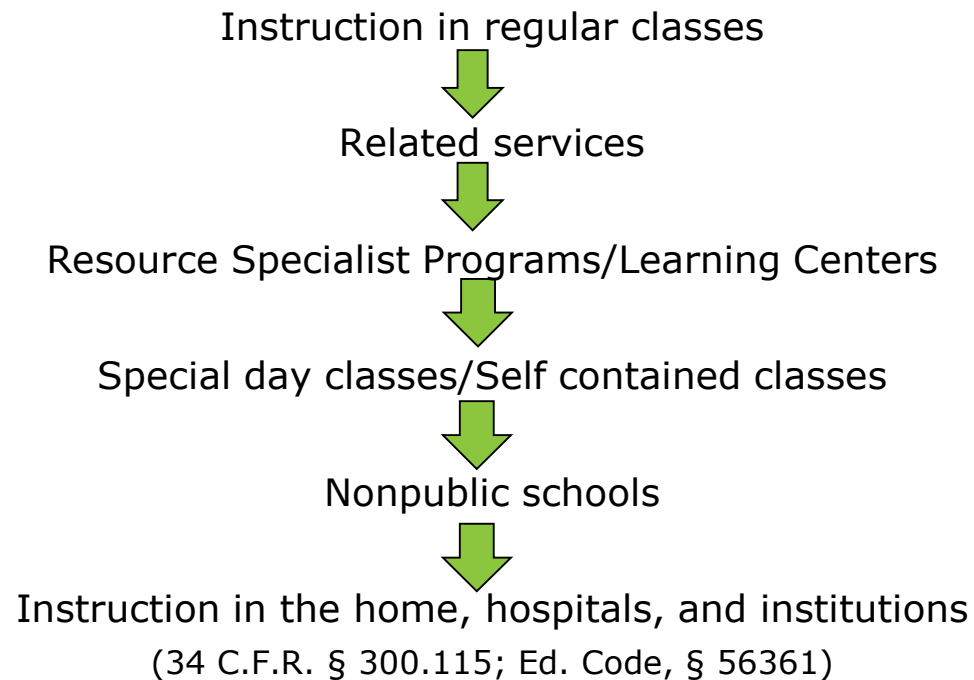 Instruction in regular classes
Related services
Resource Specialist Programs/Learning Centers
Special day classes/Self contained classes
Nonpublic schools
Instruction in the home, hospitals, and institutions
(34 C.F.R. § 300.115; Ed. Code, § 56361)